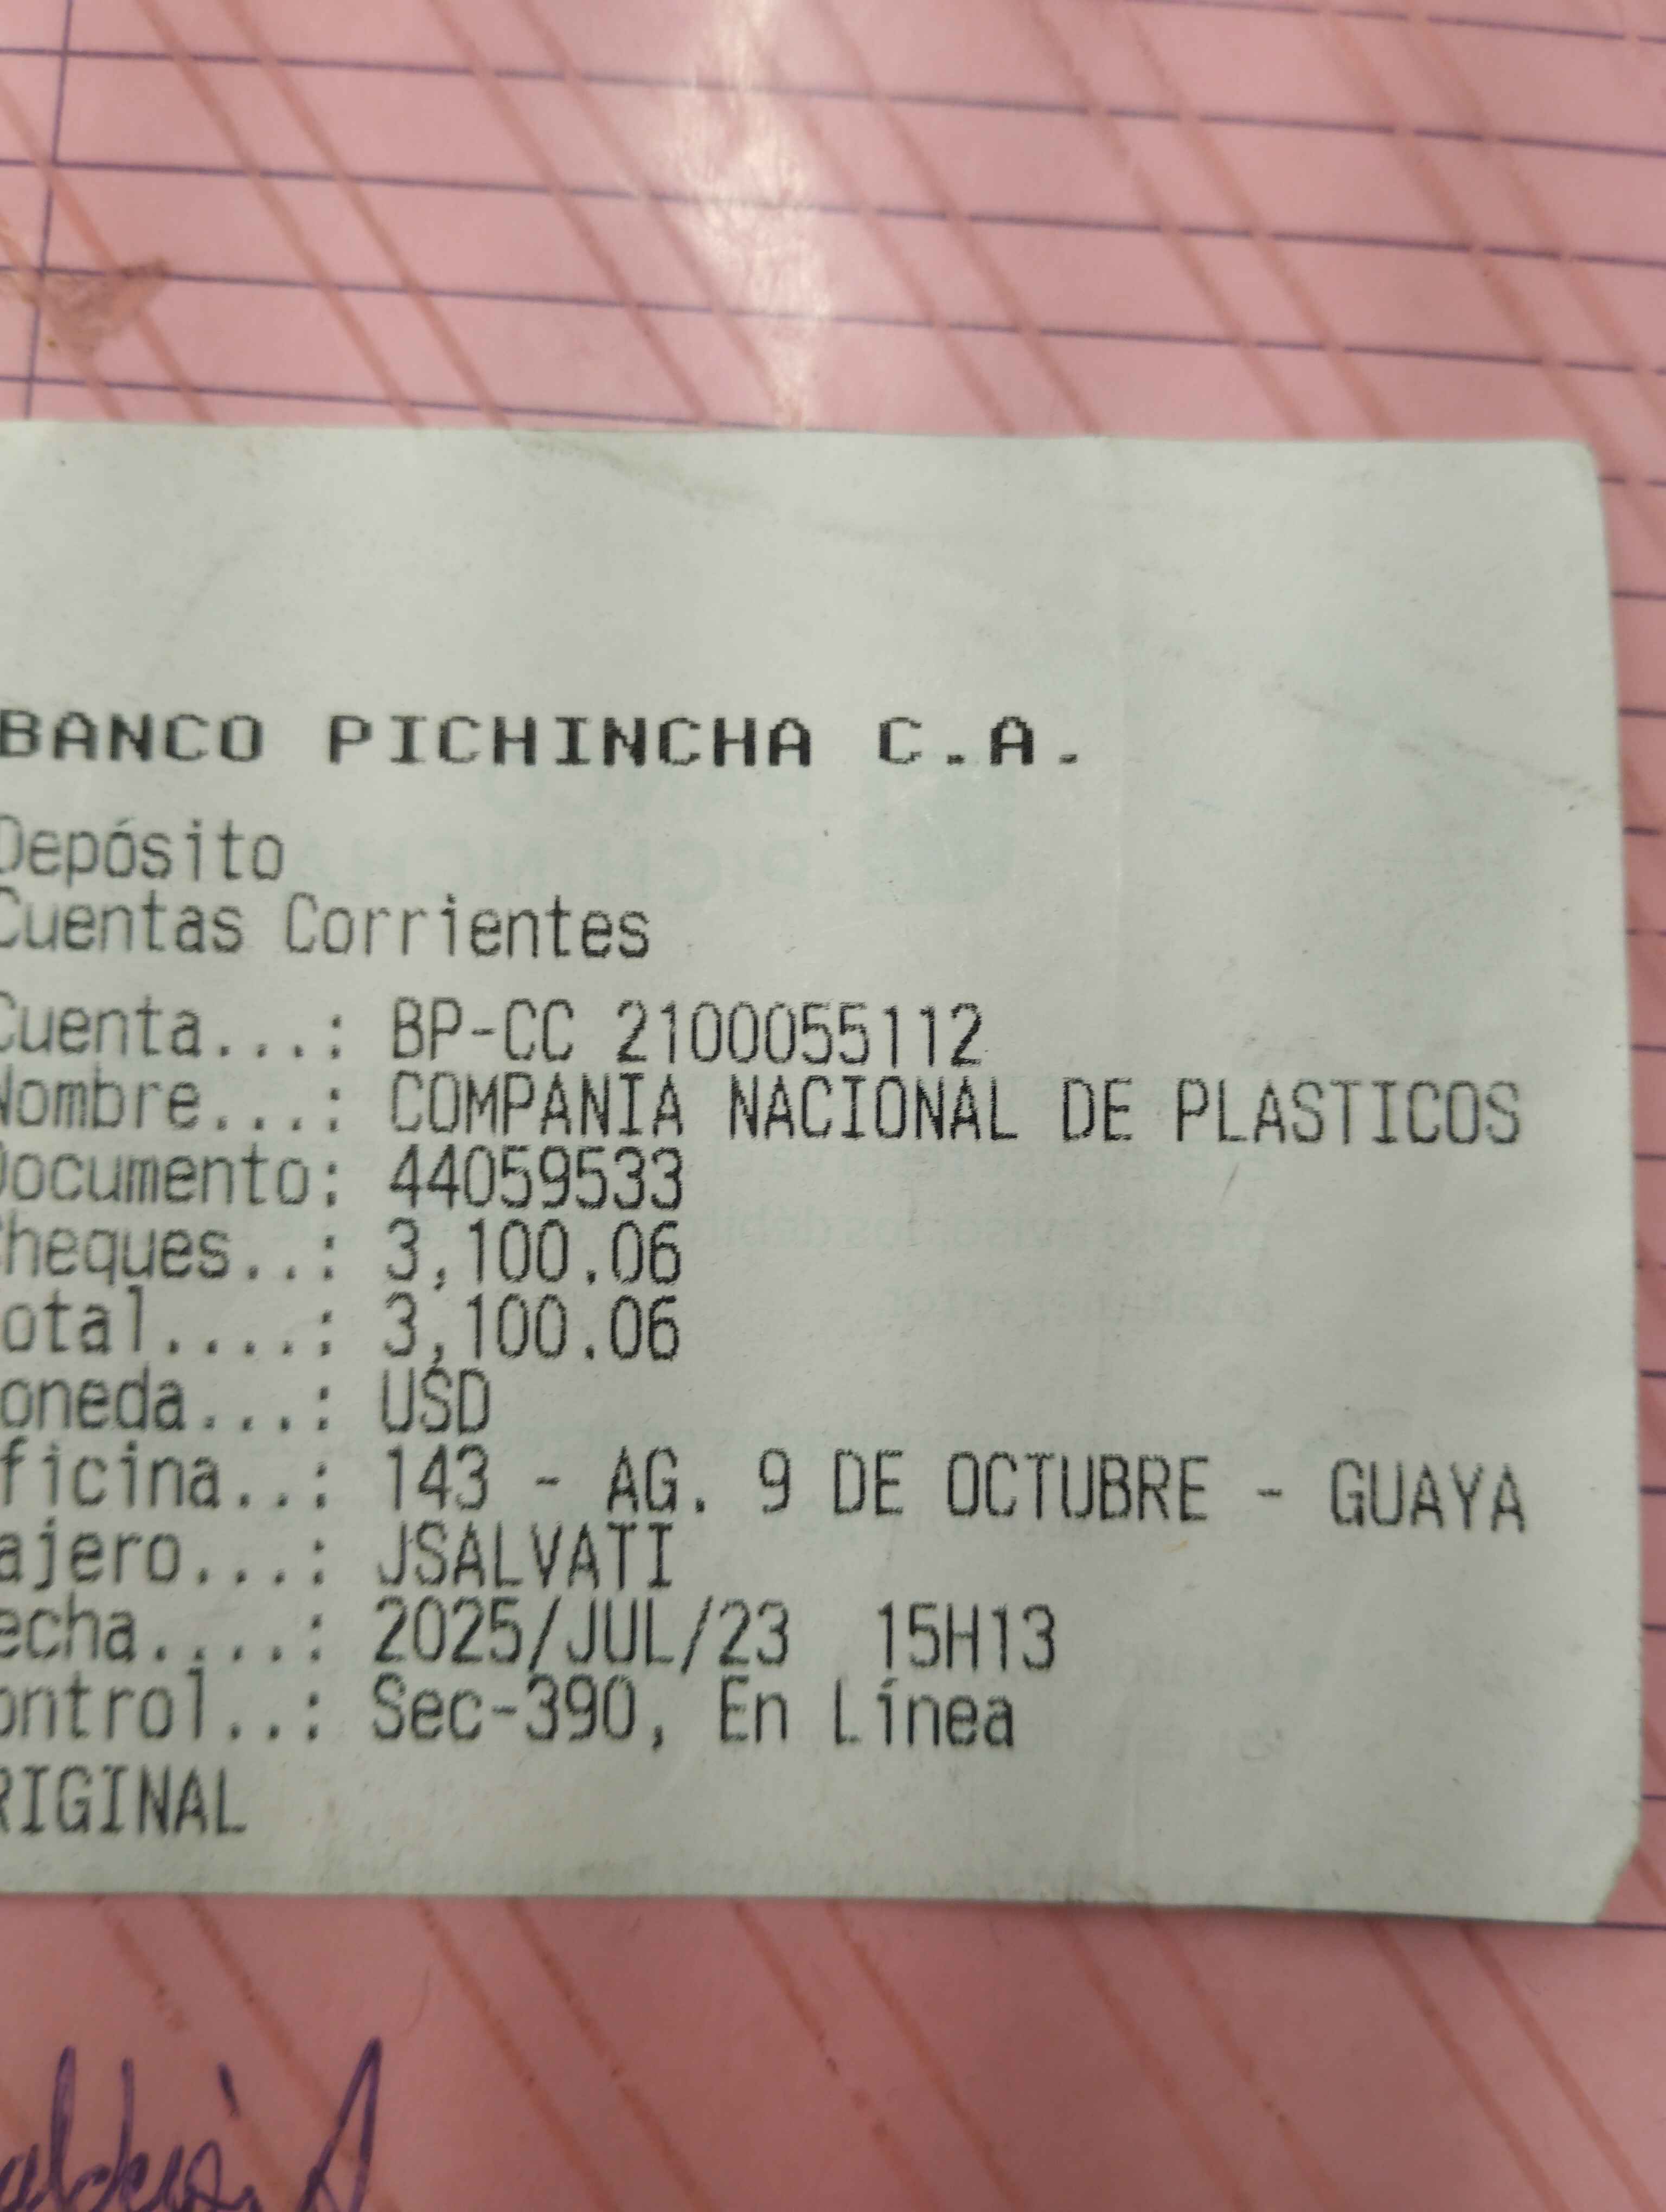 BANCO PICHINCHA C.A.
Depósito
Cuentas Corrientes
Cuenta...: BP-CC 2100055112
Nombre...: COMPANIA NACIONAL DE PLASTICOS
Documento: 44059533
heques..: 3,100.06
otal....: 3,100.06
oneda...: USD
ficina..: 143 - AG. 9 DE OCTUBRE - GUAYA
ajero...: JSALVATI
echa....: 2025/JUL/23 15H13
ontrol..: Sec-390, En Línea
RIGINAL